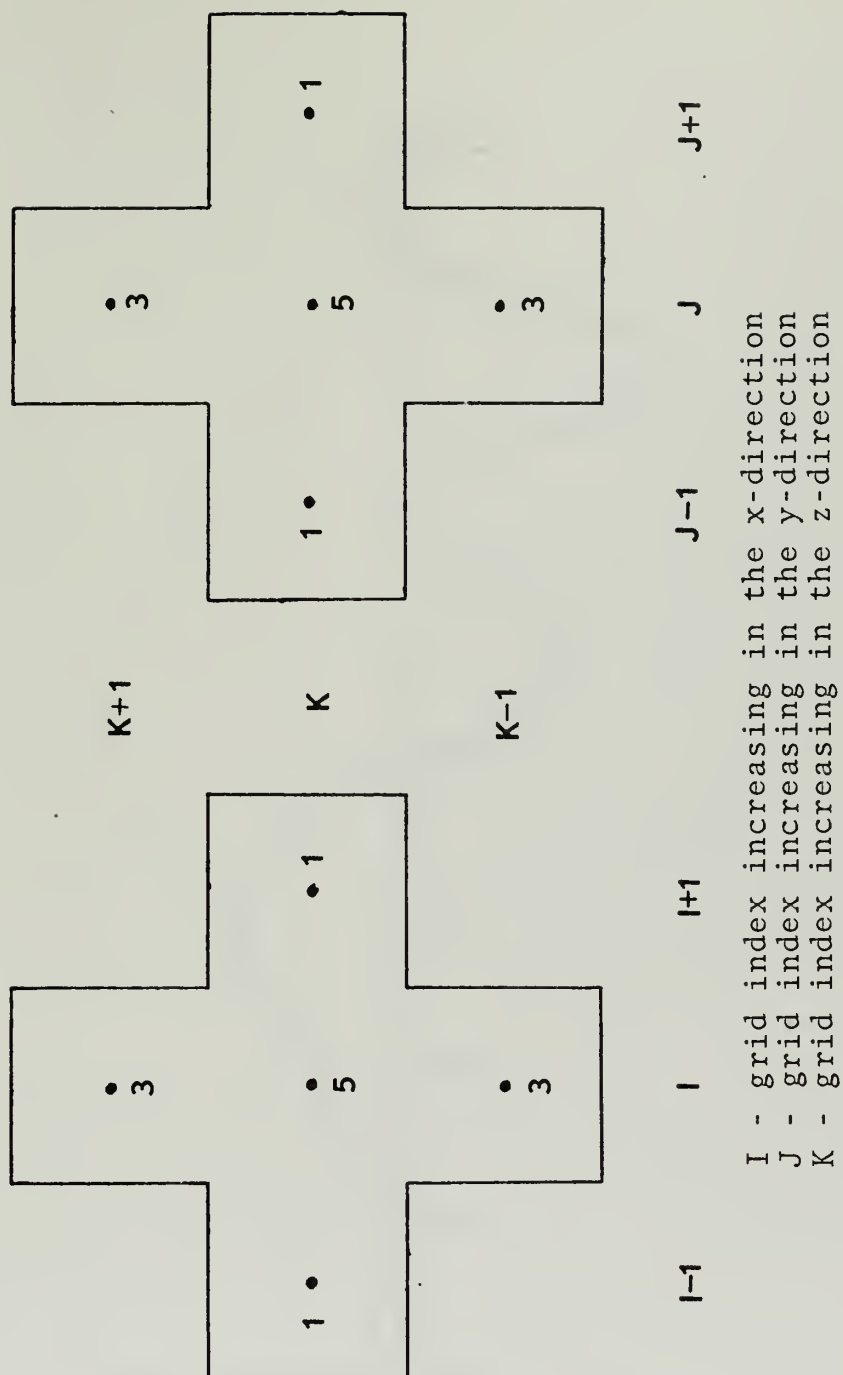 3 K+1 3
1 5 1 K 1 5 1
3 K-1 3
I-1 I I+1 J-1 J J+1
I - grid index increasing in the x-direction
J - grid index increasing in the y-direction
K - grid index increasing in the z-direction